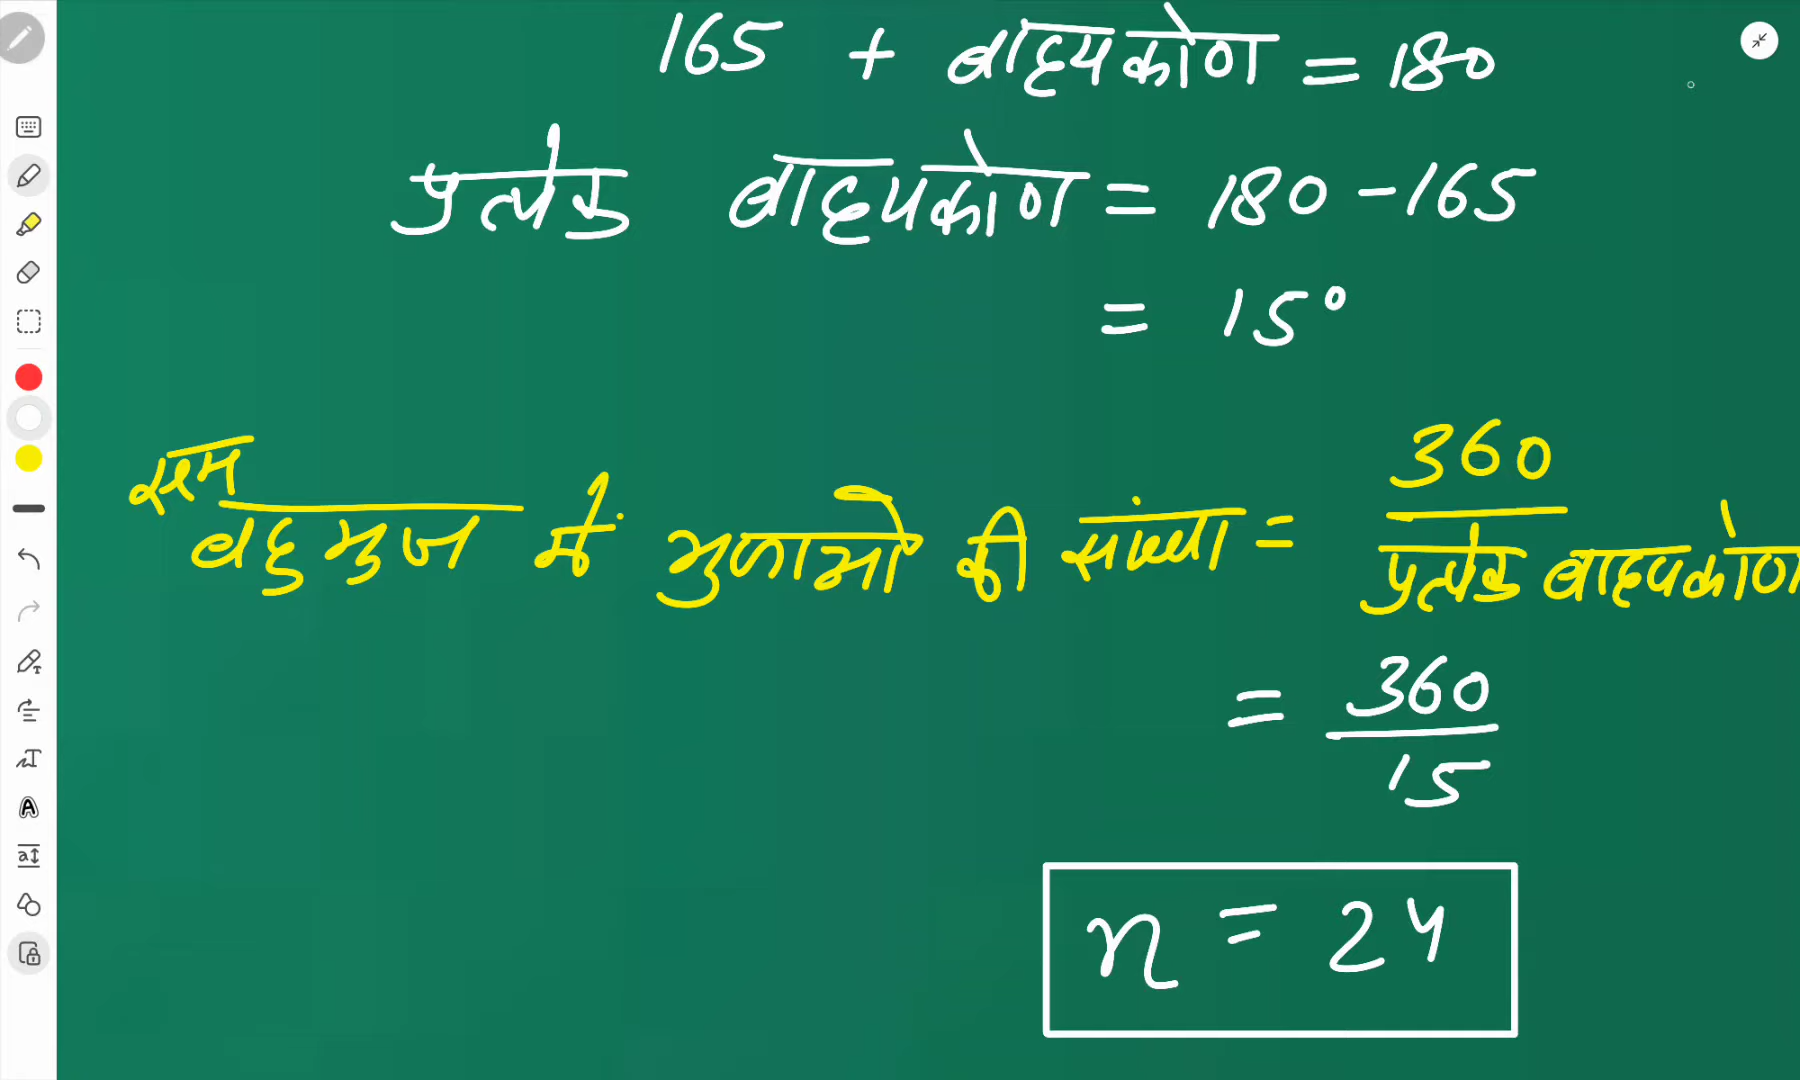 165 + बाह्यकोण = 180
प्रत्येक बाह्यकोण = 180 - 165
= 15°
सम
बहुभुज में भुजाओं की संख्या = 360 / प्रत्येक बाह्यकोण
= 360 / 15
n = 24